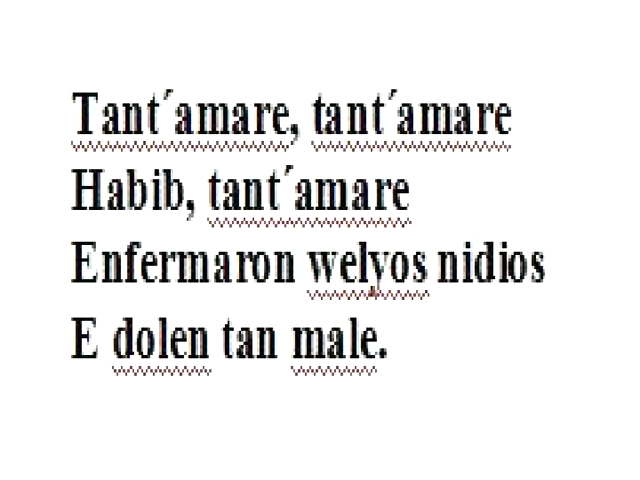 Tant´amare, tant´amare
Habib, tant´amare
Enfermaron welyos nidios
E dolen tan male.